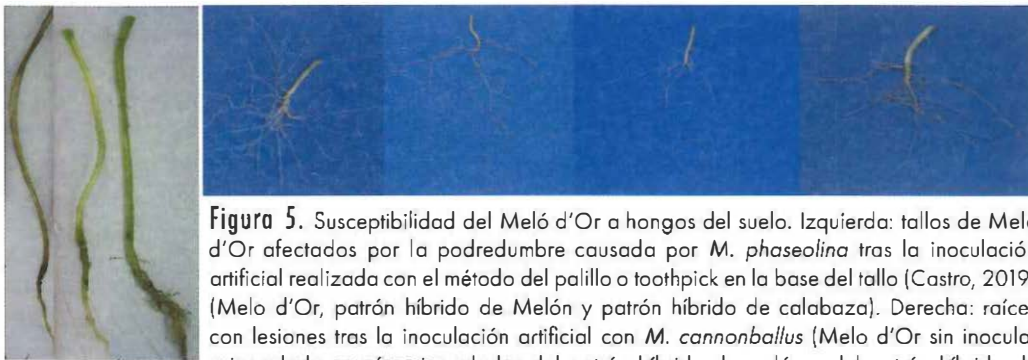 Figura 5. Susceptibilidad del Meló d'Or a hongos del suelo. Izquierda: tallos de Meló
d'Or afectados por la podredumbre causada por M. phaseolina tras la inoculació
artificial realizada con el método del palillo o toothpick en la base del tallo (Castro, 2019
(Melo d'Or, patrón híbrido de Melón y patrón híbrido de calabaza). Derecha: raíce
con lesiones tras la inoculación artificial con M. cannonballus (Melo d'Or sin inocula